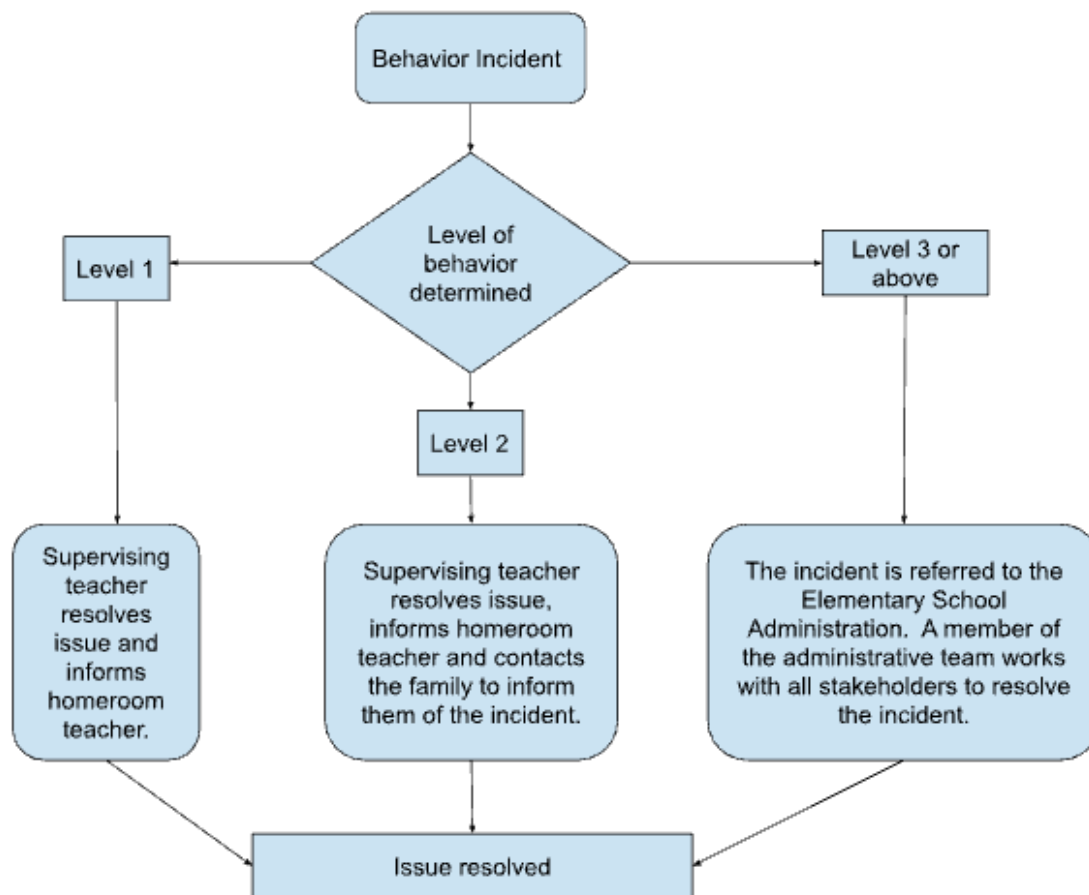 Behavior Incident
Level of
behavior
determined
Level 1
Level 3 or
above
Level 2
Supervising
teacher
resolves
issue and
informs
homeroom
teacher.
Supervising teacher
resolves issue,
informs homeroom
teacher and contacts
the family to inform
them of the incident.
The incident is referred to the
Elementary School
Administration.  A member of
the administrative team works
with all stakeholders to resolve
the incident.
Issue resolved